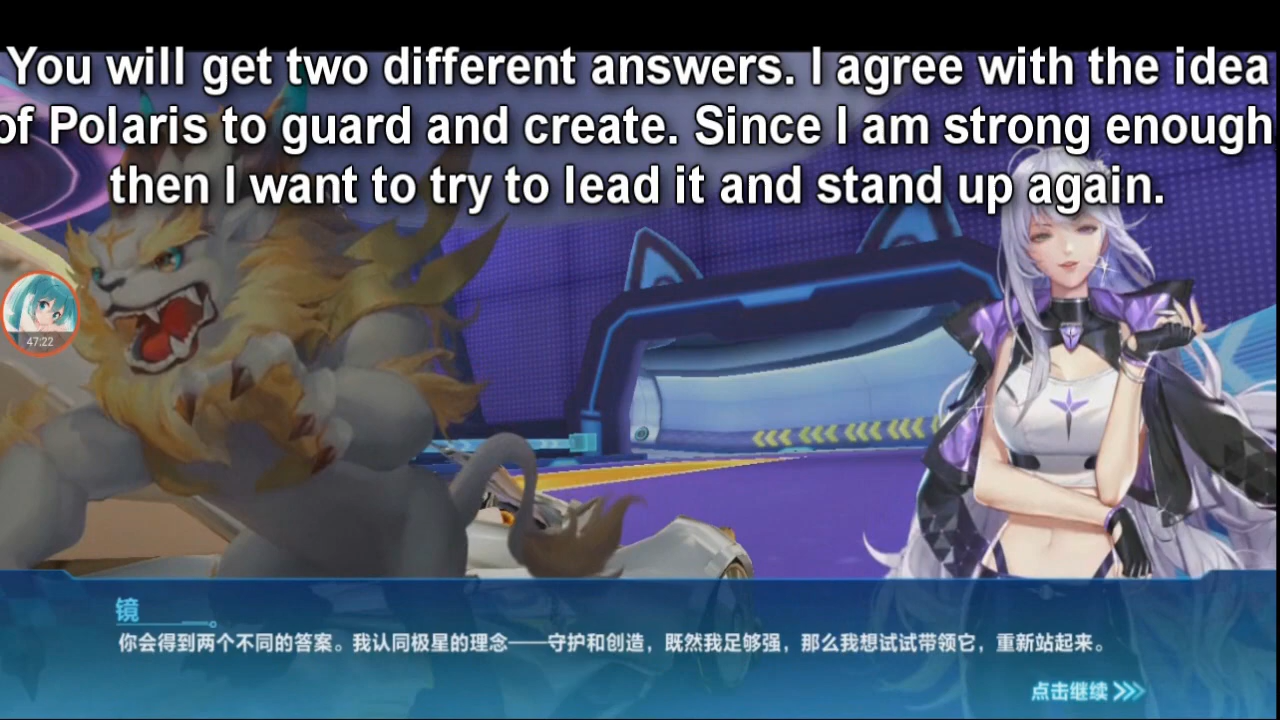 You will get two different answers. I agree with the idea
of Polaris to guard and create. Since I am strong enough
then I want to try to lead it and stand up again.
47:22
镜
你会得到两个不同的答案。我认同极星的理念——守护和创造，既然我足够强，那么我想试试带领它，重新站起来。
点击继续